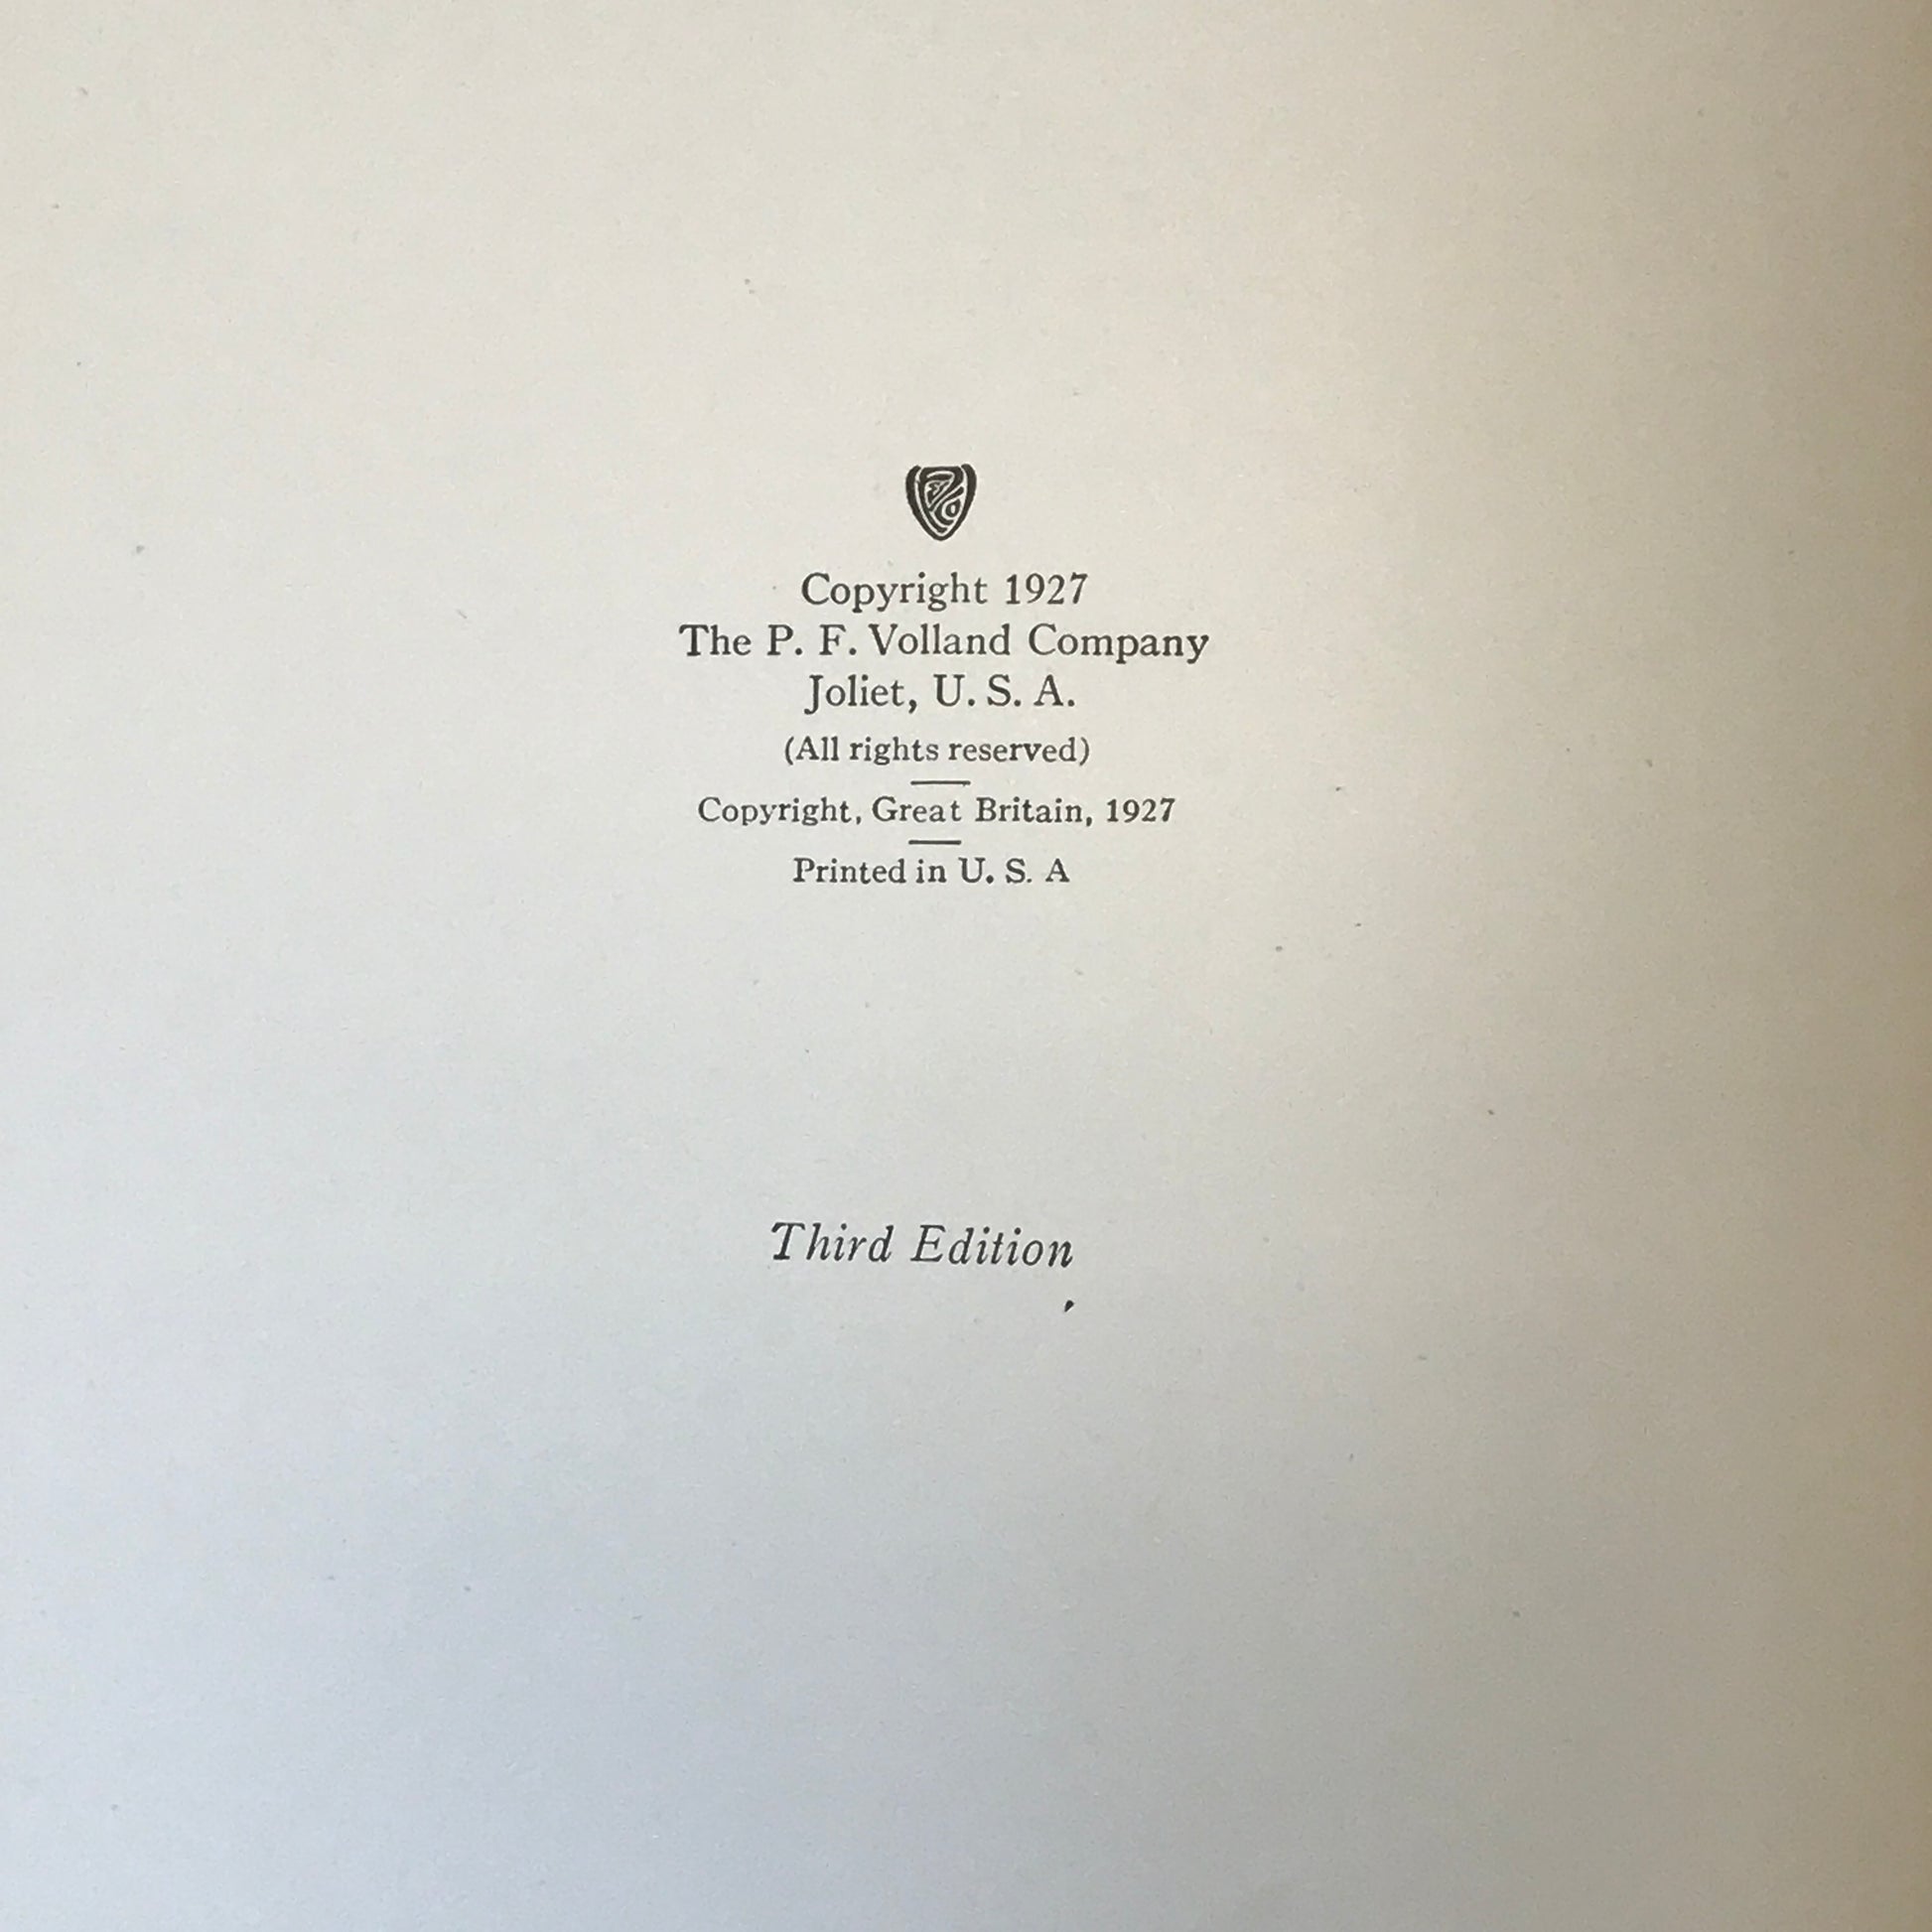 Copyright 1927
The P. F. Volland Company
Joliet, U. S. A.
(All rights reserved)
Copyright, Great Britain, 1927
Printed in U. S. A
Third Edition